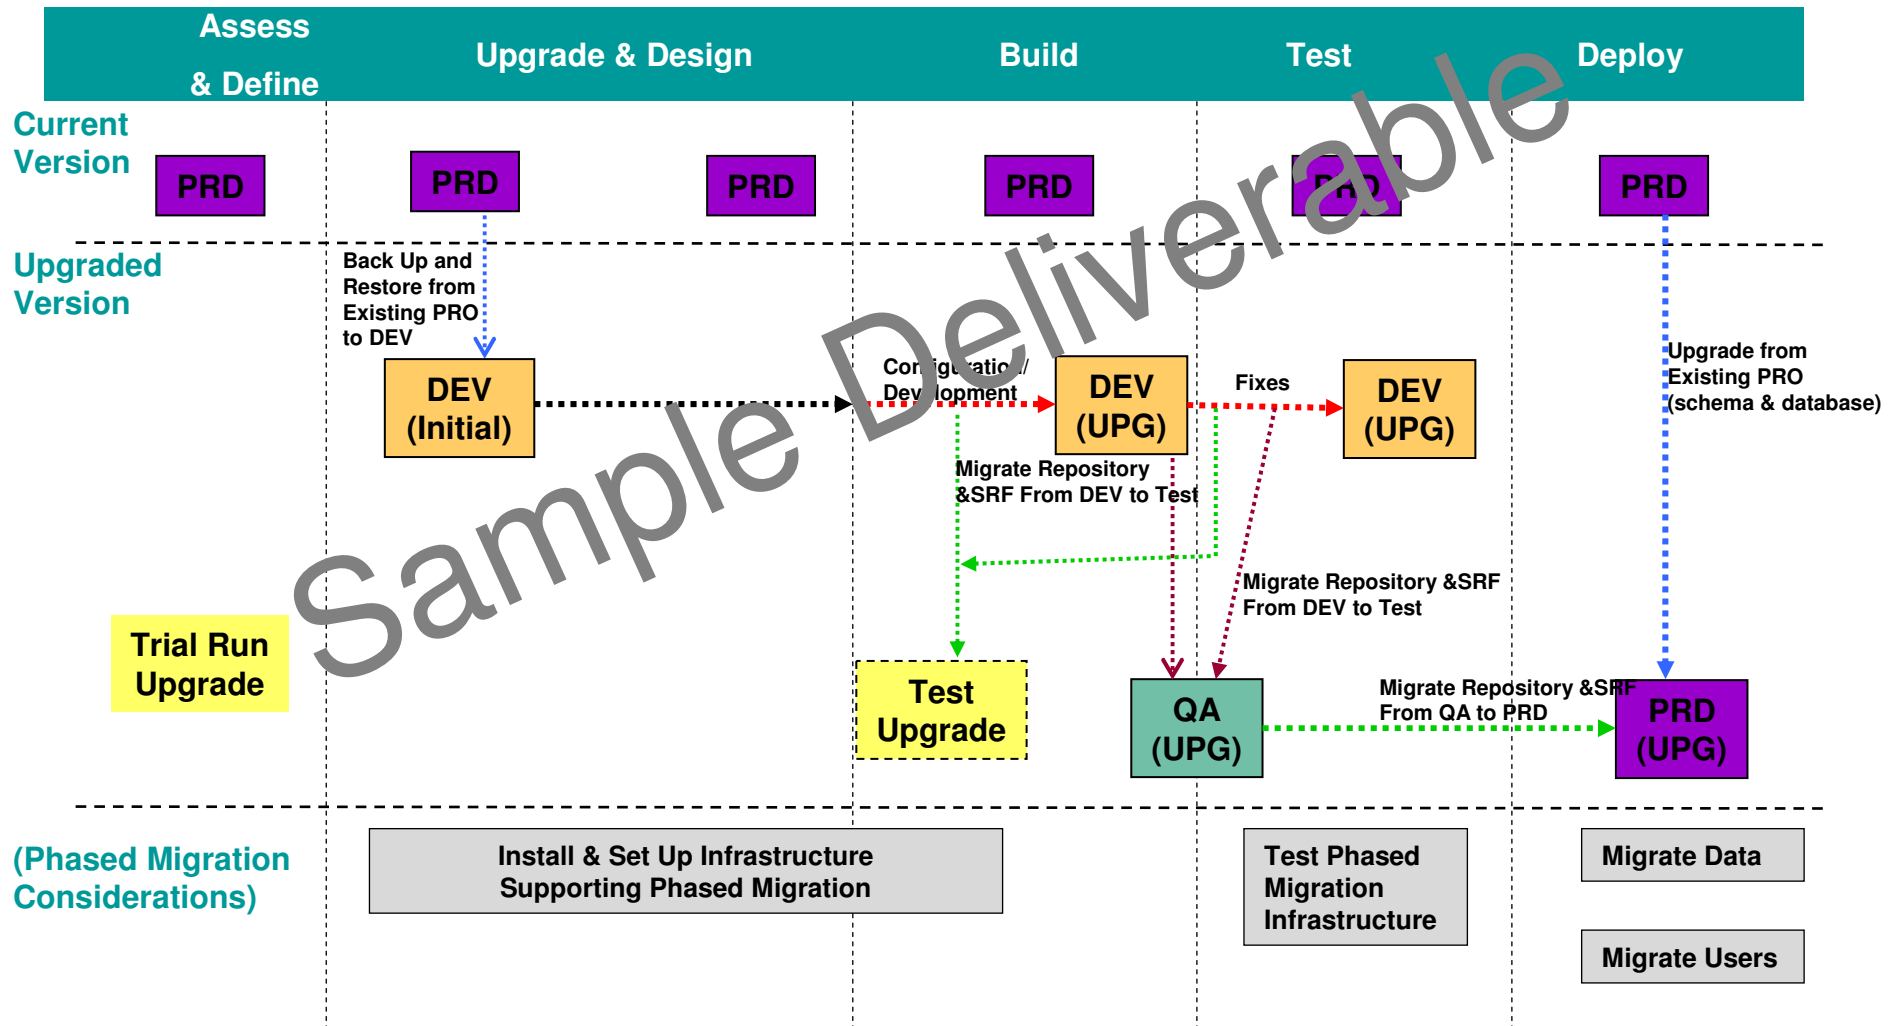 Assess
& Define
Upgrade & Design
Build
Test
Deploy
Current
Version
PRD
PRD
PRD
PRD
PRD
PRD
Upgraded
Version
Back Up and
Restore from
Existing PRO
to DEV
DEV
(Initial)
Configuration/
Development
DEV
(UPG)
Fixes
DEV
(UPG)
Upgrade from
Existing PRO
(schema & database)
Migrate Repository
&SRF From DEV to Test
Migrate Repository &SRF
From DEV to Test
Trial Run
Upgrade
Test
Upgrade
QA
(UPG)
Migrate Repository &SRF
From QA to PRD
PRD
(UPG)
(Phased Migration
Considerations)
Install & Set Up Infrastructure
Supporting Phased Migration
Test Phased
Migration
Infrastructure
Migrate Data
Migrate Users
Sample Deliverable